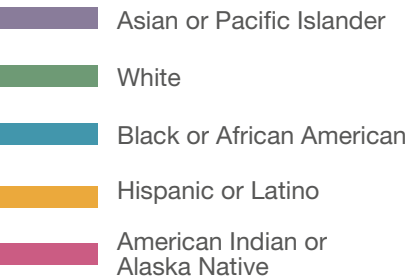 Asian or Pacific Islander
White
Black or African American
Hispanic or Latino
American Indian or
Alaska Native